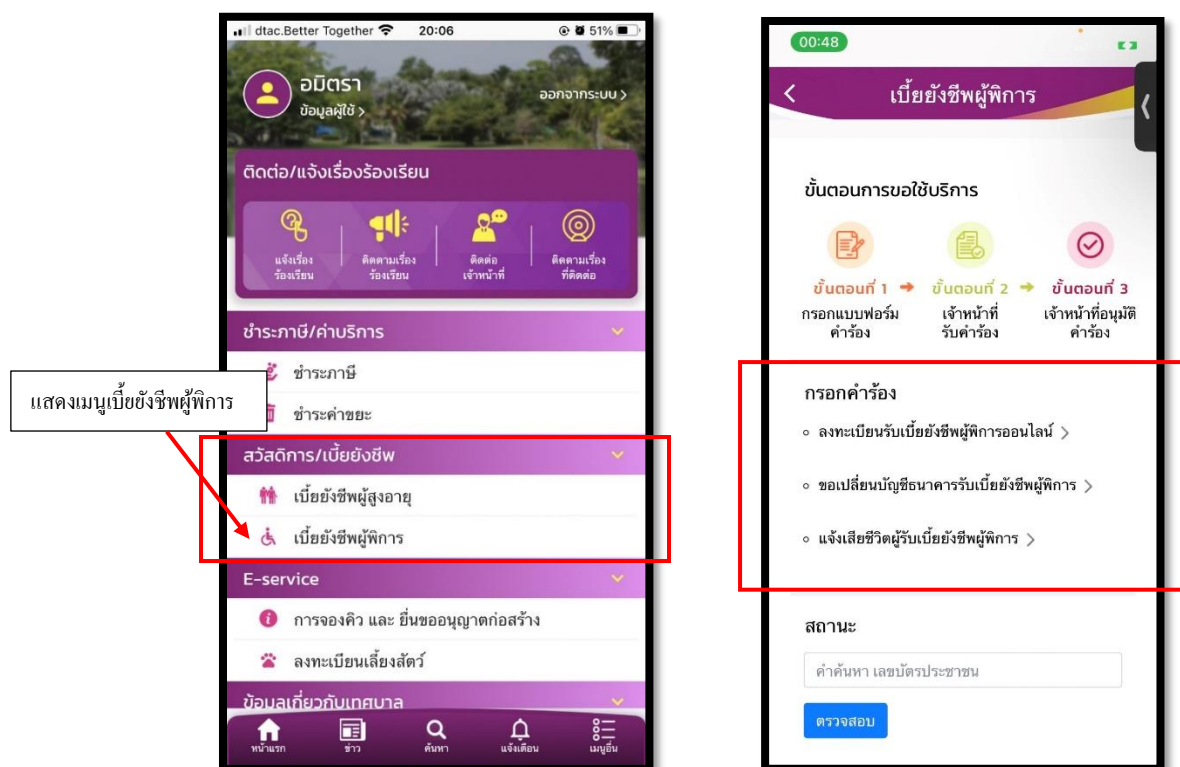 แสดงเมนูเบี้ยยังชีพผู้พิการ
dtac.Better Together 20:06 51%
อมิตรา
ข้อมูลผู้ใช้ >
ออกจากระบบ >
ติดต่อ/แจ้งเรื่องร้องเรียน
แจ้งเรื่อง ติดตามเรื่อง ติดต่อ ติดตามเรื่อง
ร้องเรียน ร้องเรียน เจ้าหน้าที่ ที่ติดต่อ
ชำระภาษี/ค่าบริการ
ชำระภาษี
ชำระค่าขยะ
สวัสดิการ/เบี้ยยังชีพ
เบี้ยยังชีพผู้สูงอายุ
เบี้ยยังชีพผู้พิการ
E-service
การจองคิว และ ยื่นขออนุญาตก่อสร้าง
ลงทะเบียนเลี้ยงสัตว์
ข้อมูลเกี่ยวกับเทศบาล
หน้าแรก ข่าว ค้นหา แจ้งเตือน เมนูอื่น
00:48
เบี้ยยังชีพผู้พิการ
ขั้นตอนการขอใช้บริการ
ขั้นตอนที่ 1 ขั้นตอนที่ 2 ขั้นตอนที่ 3
กรอกแบบฟอร์ม เจ้าหน้าที่ เจ้าหน้าที่อนุมัติ
คำร้อง รับคำร้อง คำร้อง
กรอกคำร้อง
ลงทะเบียนรับเบี้ยยังชีพผู้พิการออนไลน์ >
ขอเปลี่ยนบัญชีธนาคารรับเบี้ยยังชีพผู้พิการ >
แจ้งเสียชีวิตผู้รับเบี้ยยังชีพผู้พิการ >
สถานะ
คำค้นหา เลขบัตรประชาชน
ตรวจสอบ